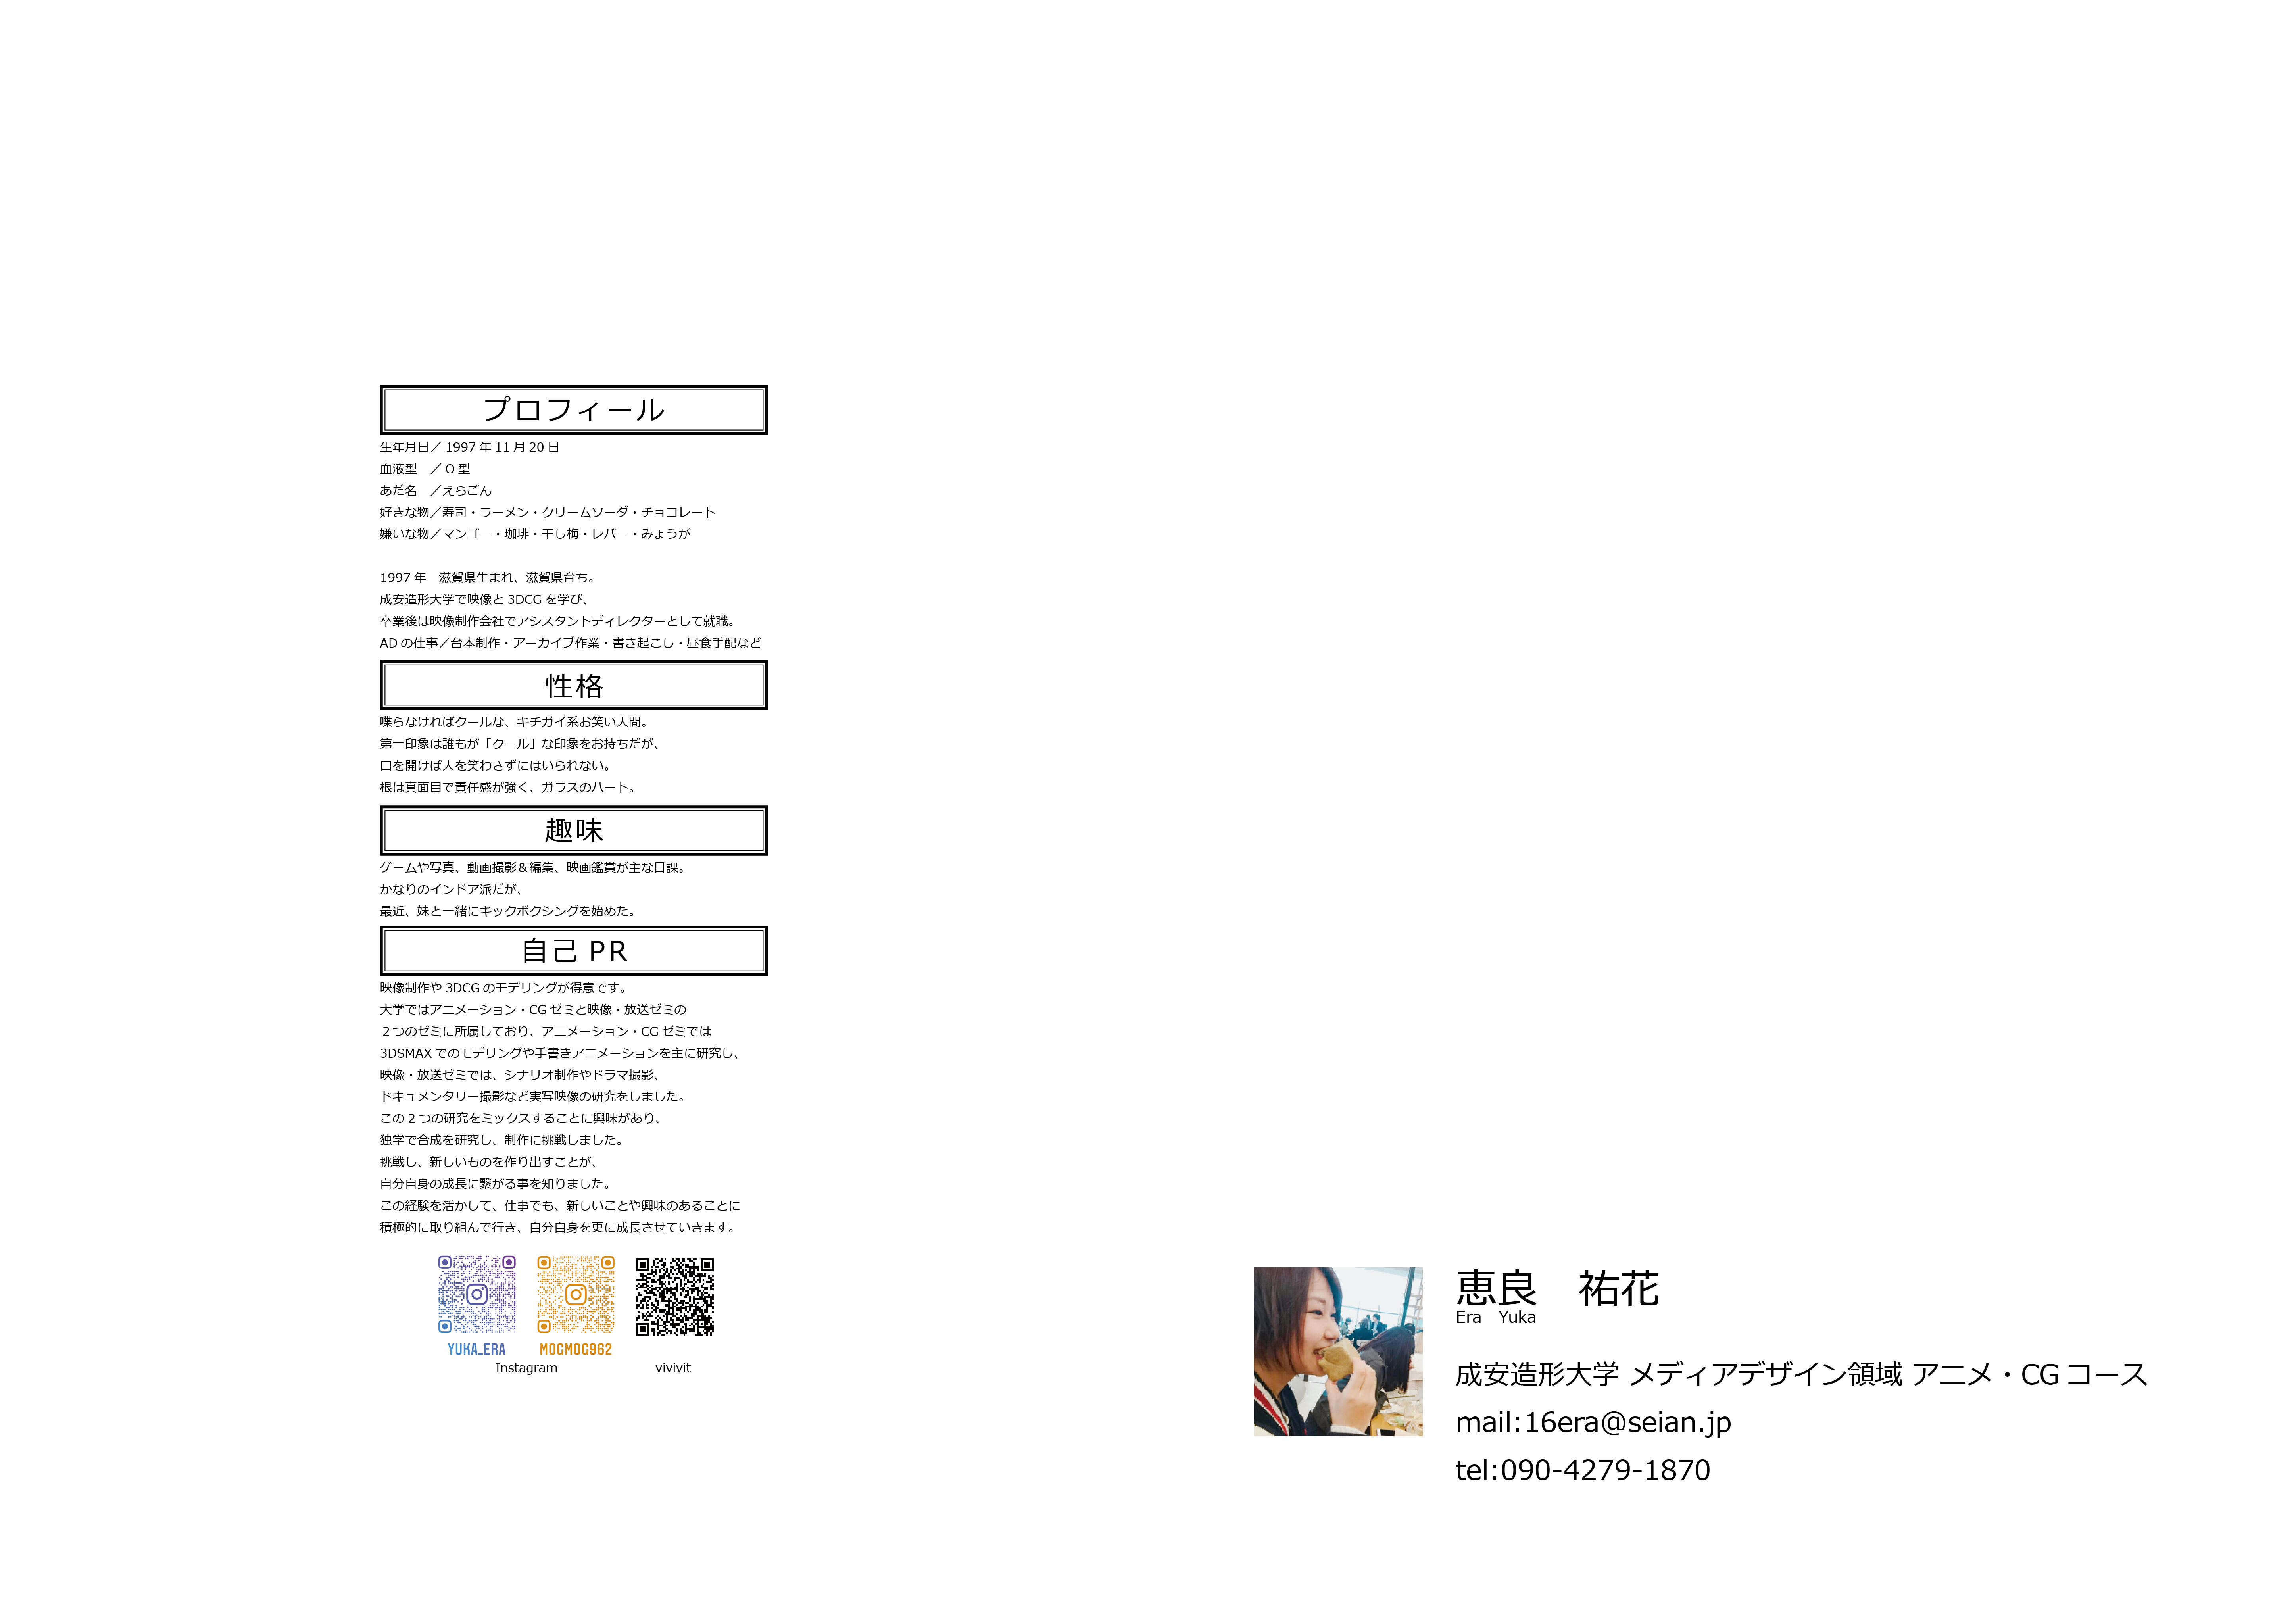 プロフィール
生年月日／ 1997 年 11 月 20 日
血液型　／ O 型
あだ名　／えらごん
好きな物／寿司・ラーメン・クリームソーダ・チョコレート
嫌いな物／マンゴー・珈琲・干し梅・レバー・みょうが
1997 年　滋賀県生まれ、滋賀県育ち。
成安造形大学で映像と 3DCG を学び、
卒業後は映像制作会社でアシスタントディレクターとして就職。
AD の仕事／台本制作・アーカイブ作業・書き起こし・昼食手配など
性格
喋らなければクールな、キチガイ系お笑い人間。
第一印象は誰もが「クール」な印象をお持ちだが、
口を開けば人を笑わさずにはいられない。
根は真面目で責任感が強く、ガラスのハート。
趣味
ゲームや写真、動画撮影＆編集、映画鑑賞が主な日課。
かなりのインドア派だが、
最近、妹と一緒にキックボクシングを始めた。
自己 PR
映像制作や 3DCG のモデリングが得意です。
大学ではアニメーション・CG ゼミと映像・放送ゼミの
２つのゼミに所属しており、アニメーション・CG ゼミでは
3DSMAX でのモデリングや手書きアニメーションを主に研究し、
映像・放送ゼミでは、シナリオ制作やドラマ撮影、
ドキュメンタリー撮影など実写映像の研究をしました。
この 2 つの研究をミックスすることに興味があり、
独学で合成を研究し、制作に挑戦しました。
挑戦し、新しいものを作り出すことが、
自分自身の成長に繋がる事を知りました。
この経験を活かして、仕事でも、新しいことや興味のあることに
積極的に取り組んで行き、自分自身を更に成長させていきます。
YUKA_ERA
MOGMOG962
Instagram
vivivit
恵良　祐花
Era Yuka
成安造形大学 メディアデザイン領域 アニメ・CG コース
mail:16era@seian.jp
tel:090-4279-1870